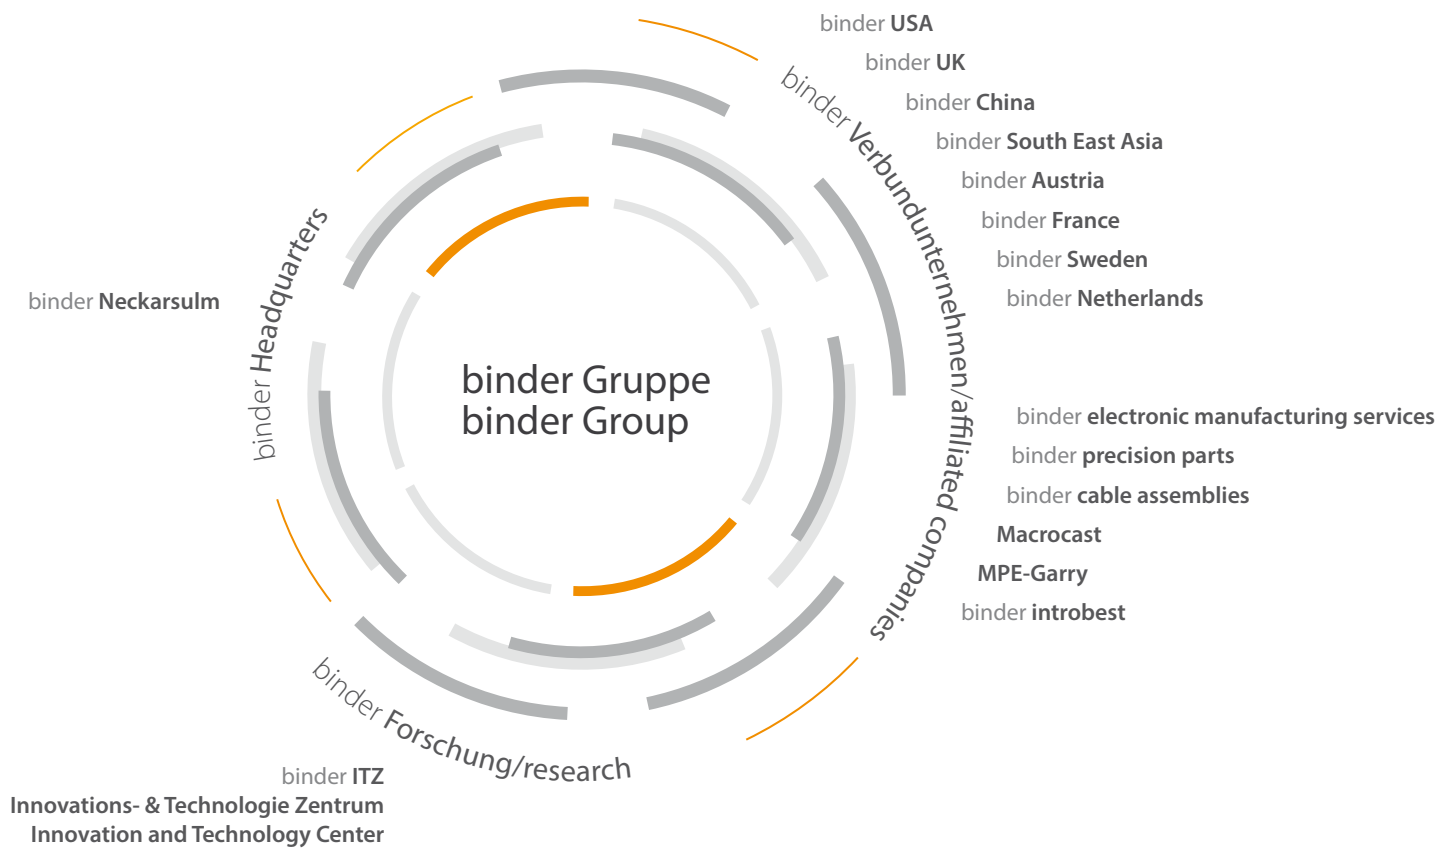 binder Gruppe
binder Group
binder Headquarters
binder Neckarsulm
binder Verbundunternehmen/affiliated companies
binder USA
binder UK
binder China
binder South East Asia
binder Austria
binder France
binder Sweden
binder Netherlands
binder electronic manufacturing services
binder precision parts
binder cable assemblies
Macrocast
MPE-Garry
binder introbest
binder Forschung/research
binder ITZ
Innovations- & Technologie Zentrum
Innovation and Technology Center